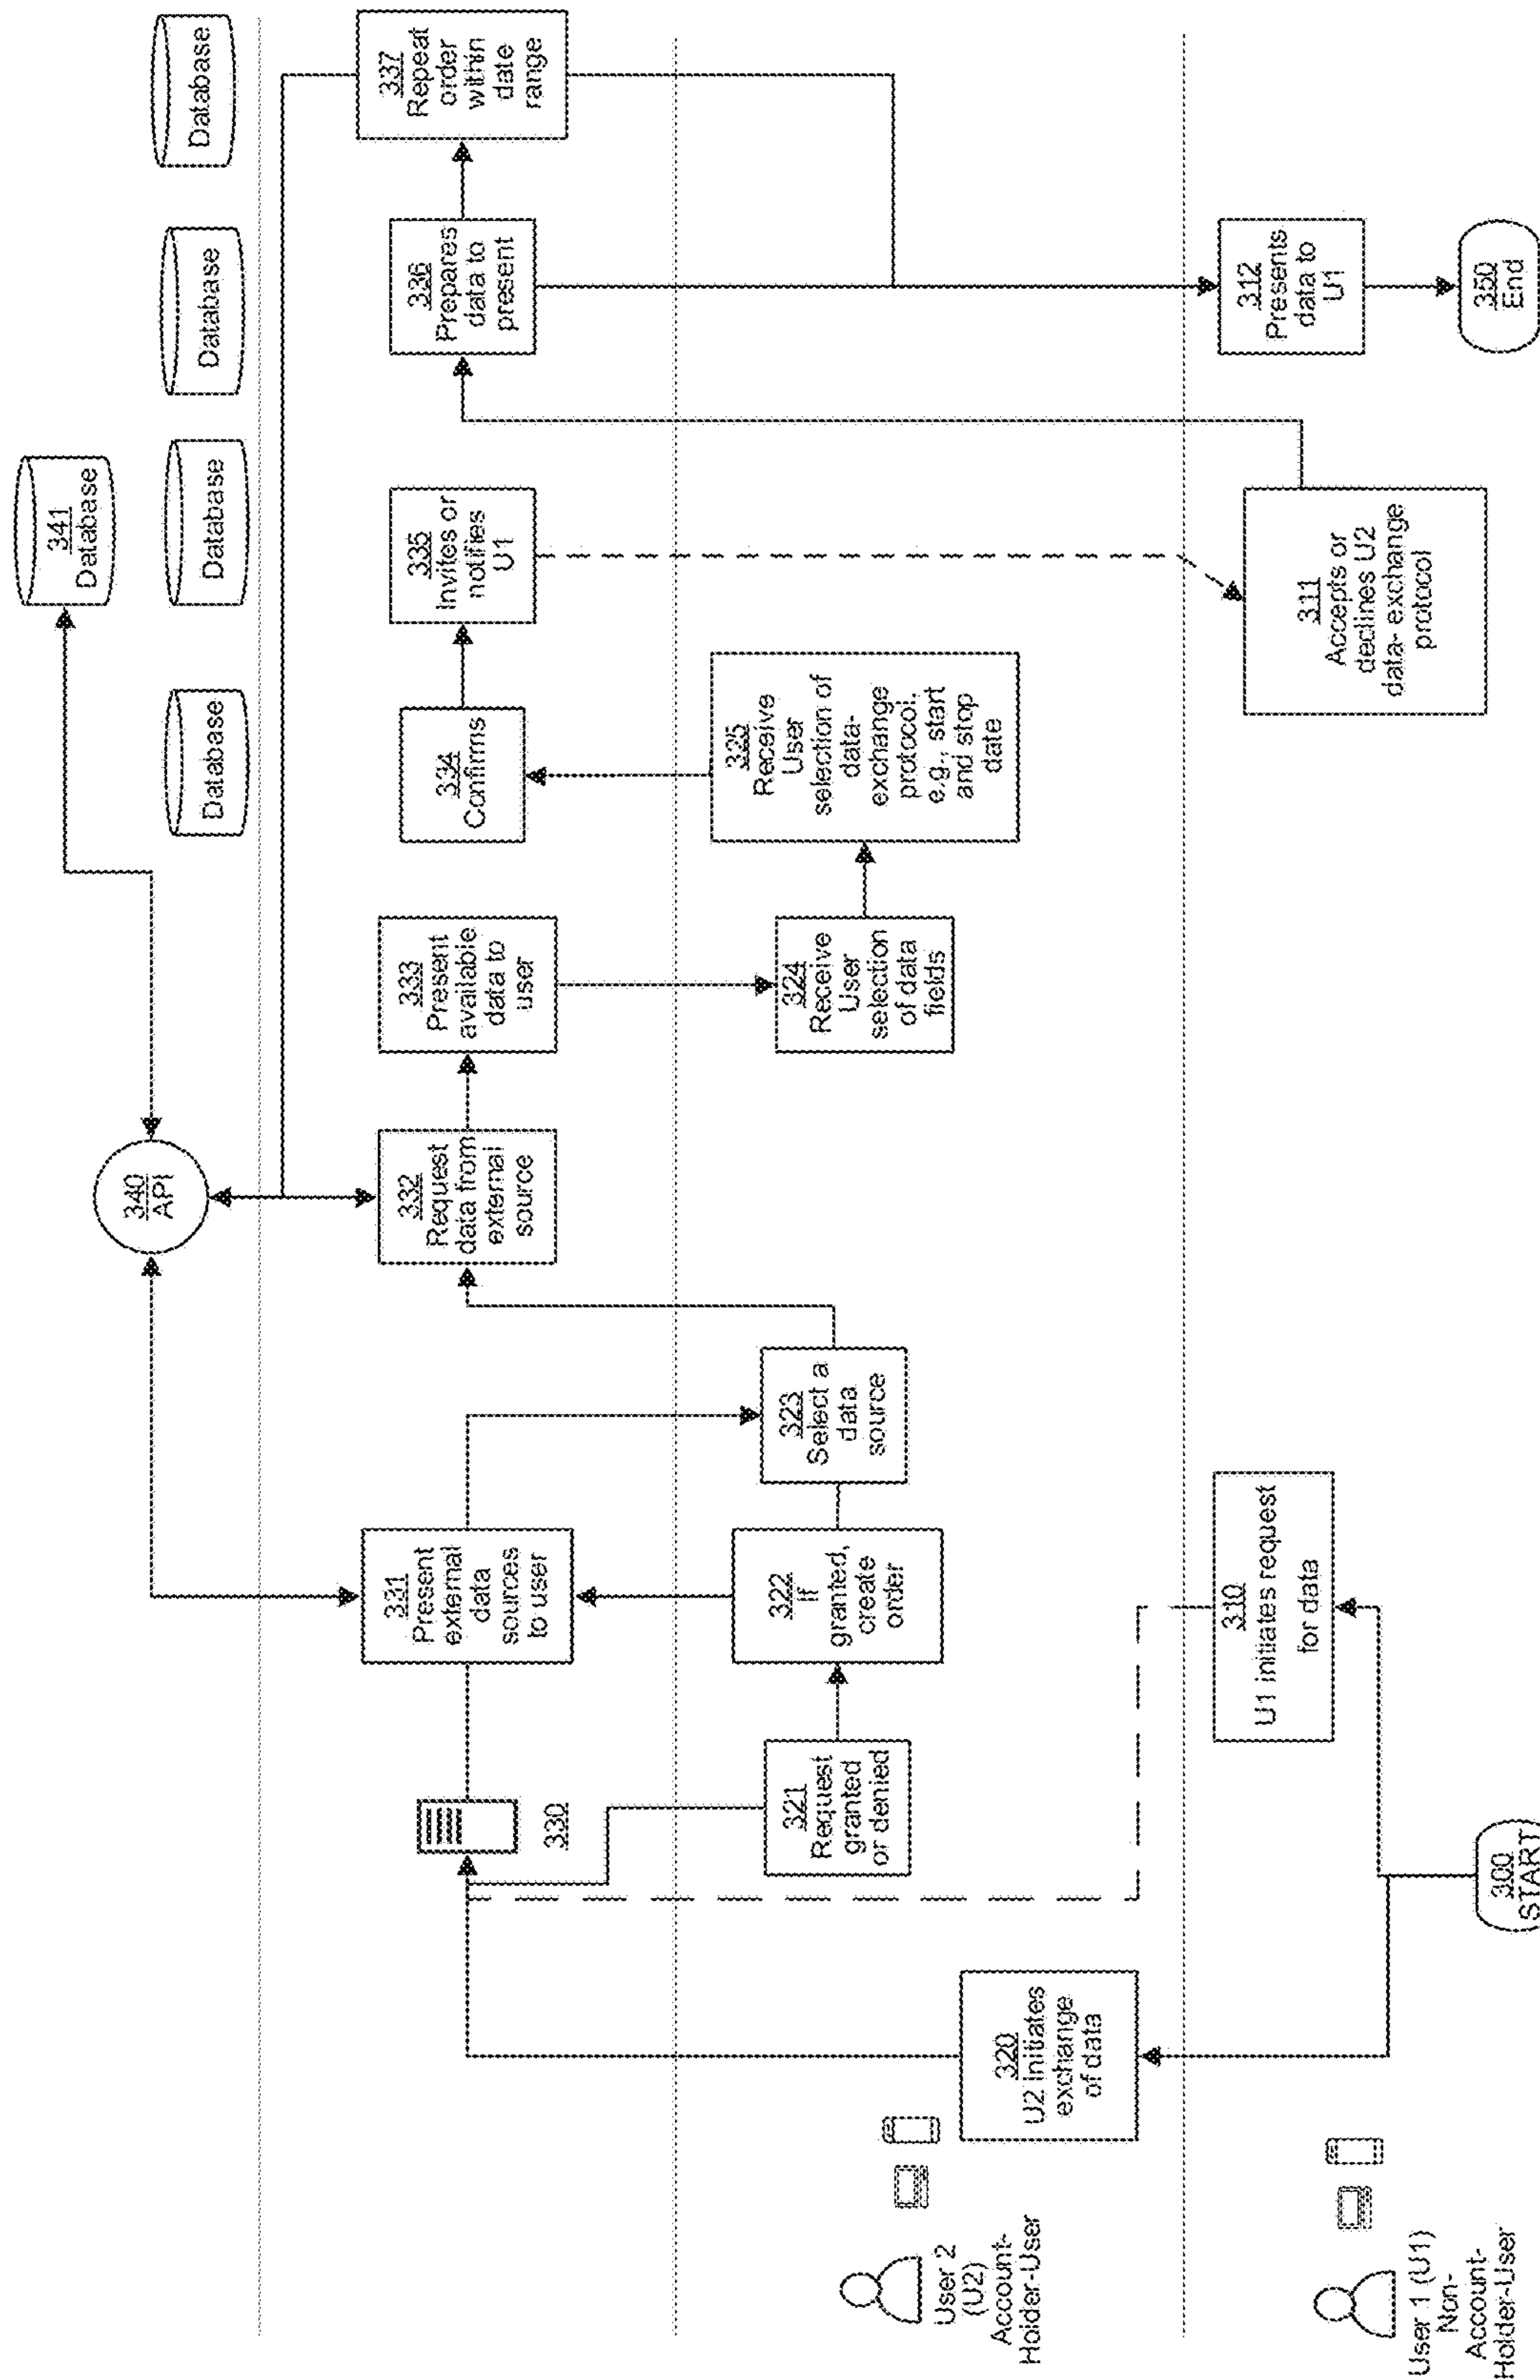 341
Database
Database
Database
Database
Database
340
API
330
331
Present
external
data
sources
to user
332
Request
data from
external
source
333
Present
available
data to
user
334
Confirms
335
Invites or
notifies
U1
336
Prepares
data to
present
337
Repeat
order
within
date
range
User 2
(U2)
Account-
Holder-User
320
U2 Initiates
exchange
of data
321
Request
granted
or denied
322
If
granted,
create
order
323
Select a
data
source
324
Receive
User
selection
of data
fields
325
Receive
User
selection of
data-
exchange
protocol,
e.g., start
and stop
date
User 1 (U1)
Non-
Account-
Holder-User
300
START
310
U1 initiates request
for data
311
Accepts or
declines U2
data- exchange
protocol
312
Presents
data to
U1
350
End